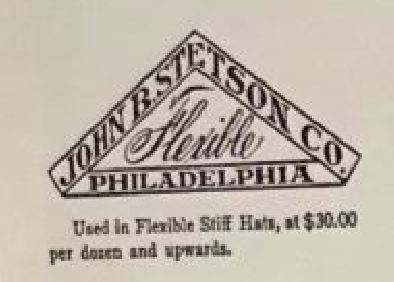 JOHN B. STETSON CO.
Flexible
PHILADELPHIA
Used in Flexible Stiff Hats, at $30.00
per dozen and upwards.